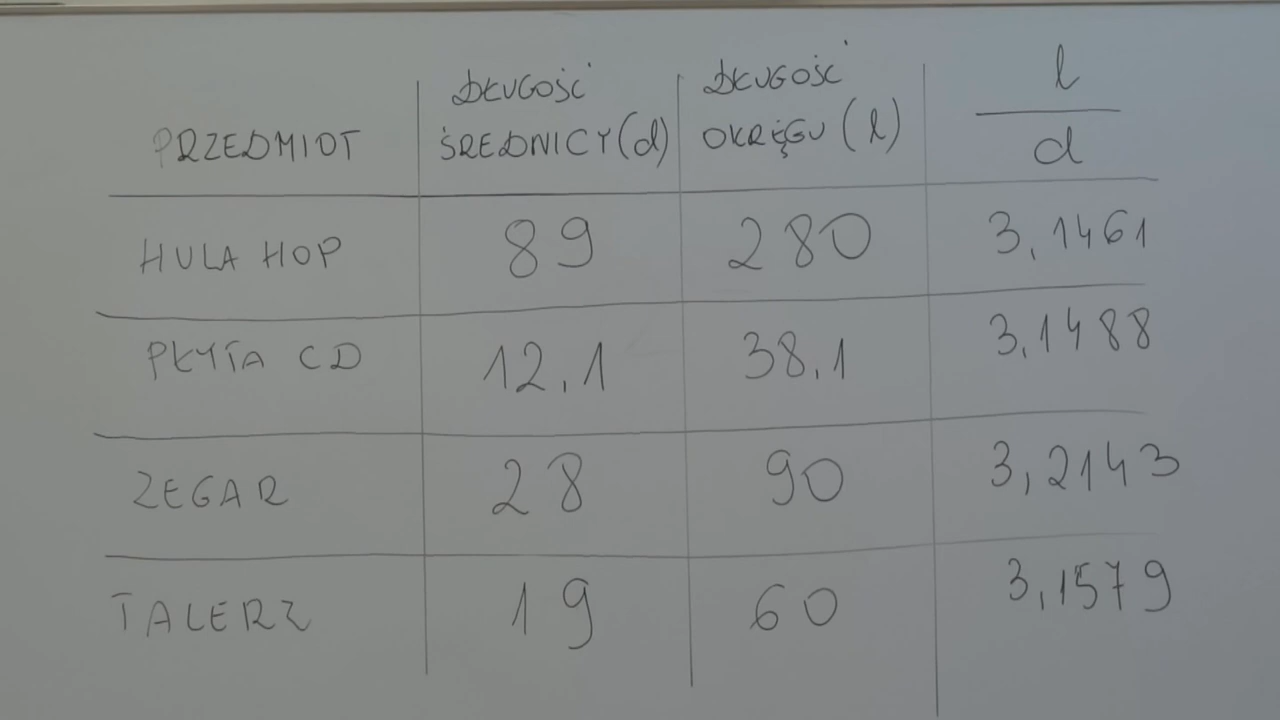 PRZEDMIOT DŁUGOŚĆ ŚREDNICY (d) DŁUGOŚĆ OKRĘGU (l) l/d
HULA HOP 89 280 3,1461
PŁYTA CD 12,1 38,1 3,1488
ZEGAR 28 90 3,2143
TALERZ 19 60 3,1579